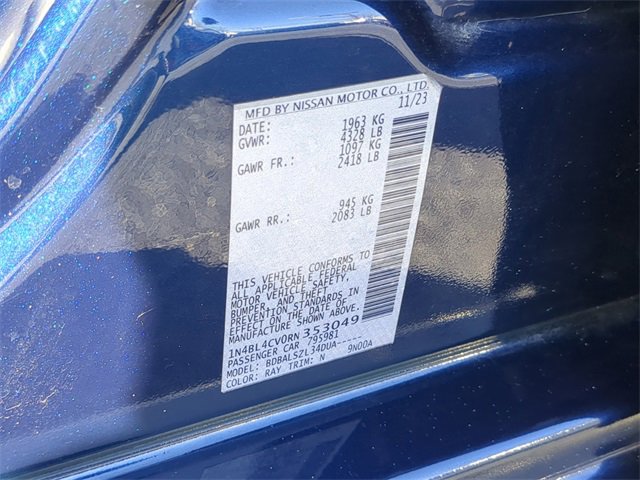 MFD BY NISSAN MOTOR CO., LTD.
DATE: 11/23
GVWR: 1963 KG
4328 LB
GAWR FR.: 1097 KG
2418 LB
GAWR RR.: 945 KG
2083 LB
THIS VEHICLE CONFORMS TO
ALL APPLICABLE FEDERAL
MOTOR VEHICLE SAFETY,
BUMPER, AND THEFT
PREVENTION STANDARDS IN
EFFECT ON THE DATE OF
MANUFACTURE SHOWN ABOVE.
1N4BL4CV0RN353049
PASSENGER CAR 795981
MODEL: BDBALSZL34DUA-----
COLOR: RAY TRIM: N 9N00A